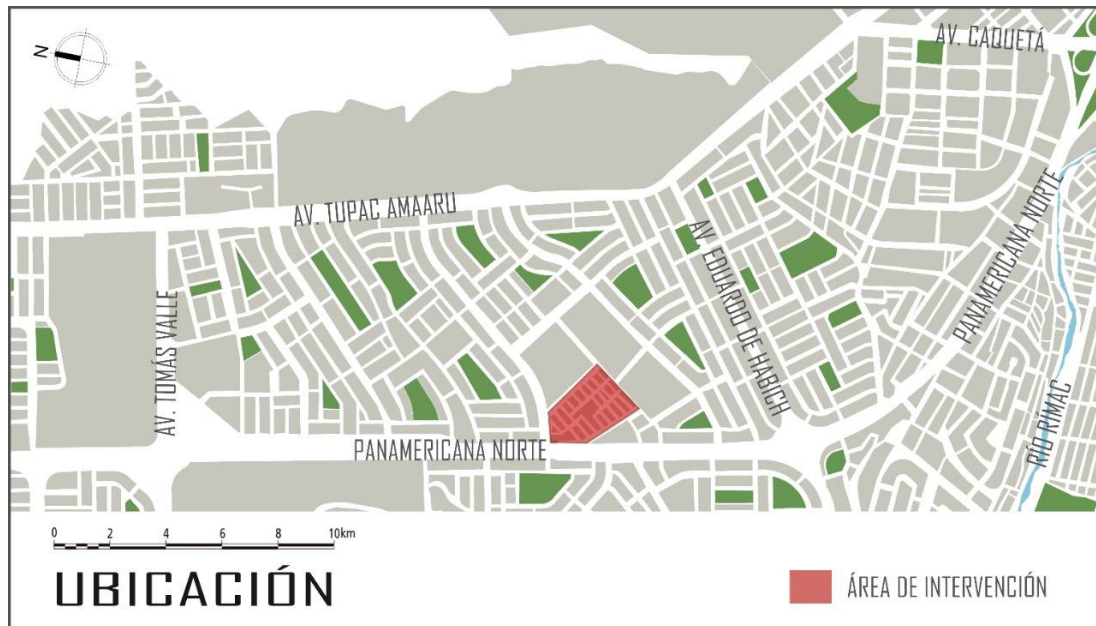 N
AV. CAQUETÁ
AV. TUPAC AMAARU
AV. TOMÁS VALLE
AV. EDUARDO DE HABICH
PANAMERICANA NORTE
PANAMERICANA NORTE
RÍO RÍMAC
0 2 4 6 8 10km
UBICACIÓN
ÁREA DE INTERVENCIÓN